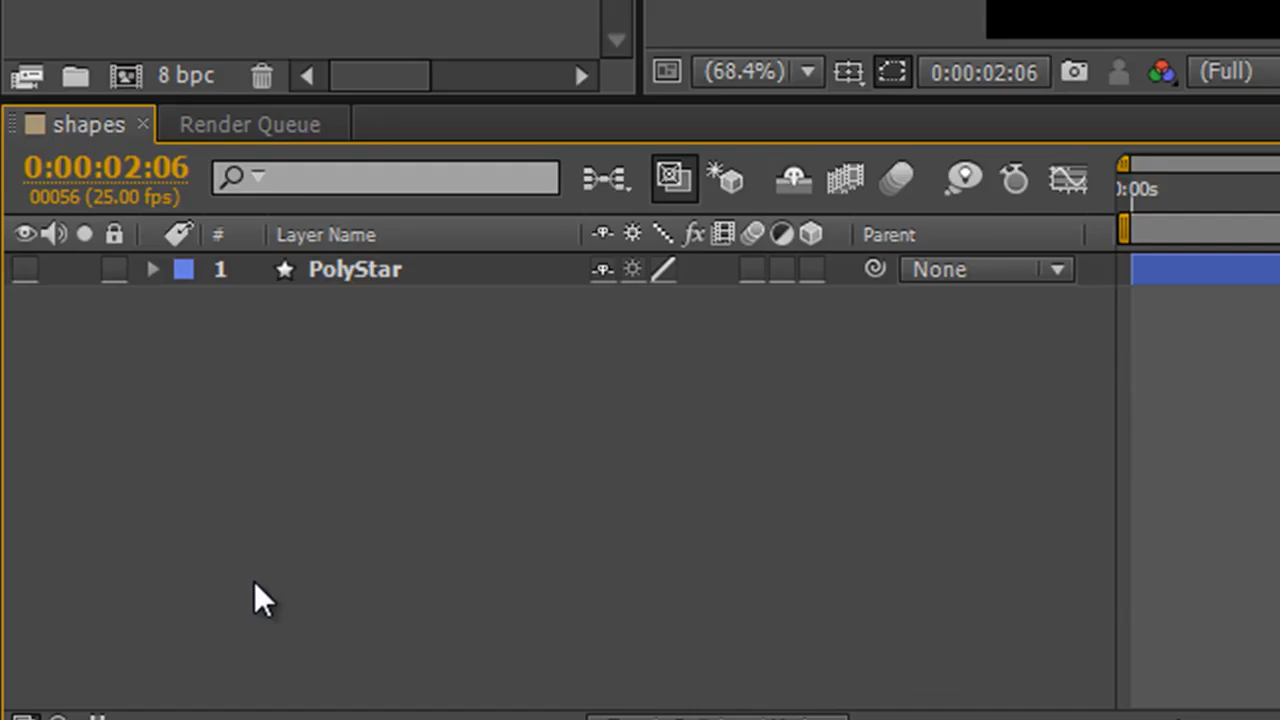 8 bpc
(68.4%)
0:00:02:06
(Full)
shapes
Render Queue
0:00:02:06
00056 (25.00 fps)
):00s
#
Layer Name
fx
Parent
1
PolyStar
None